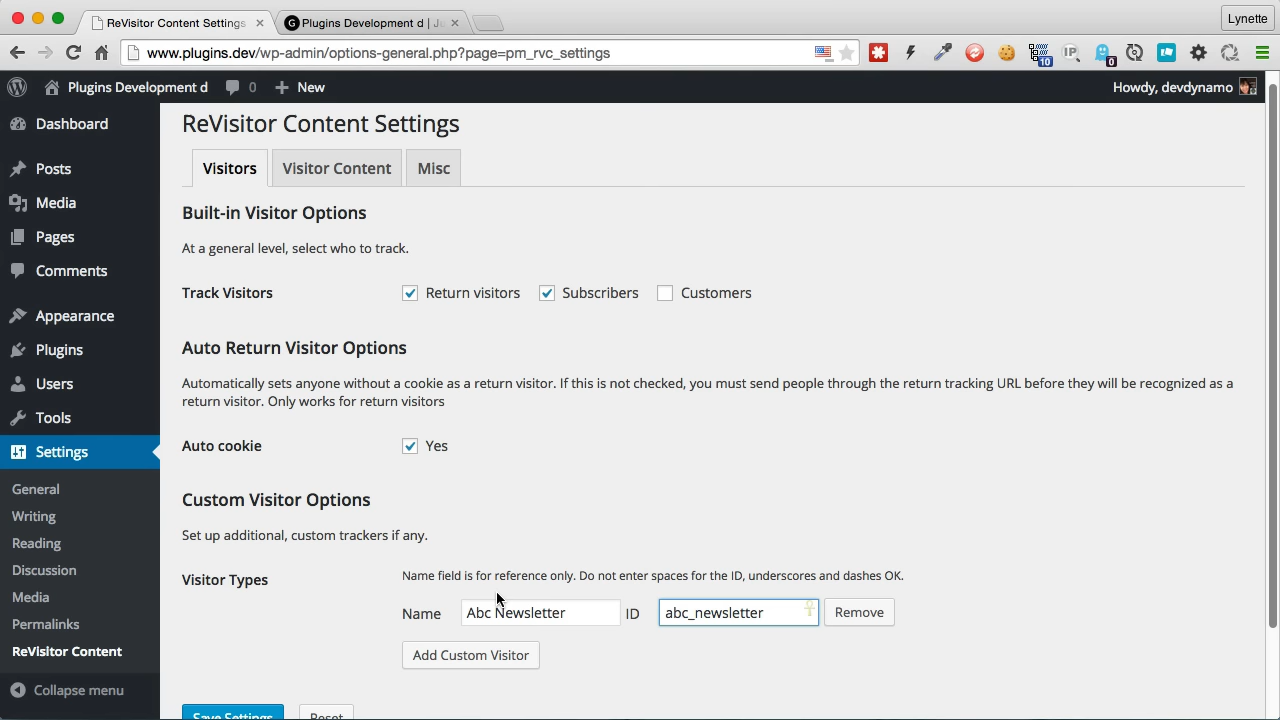 ReVisitor Content Settings
Plugins Development d | Ju
Lynette
www.plugins.dev/wp-admin/options-general.php?page=pm_rvc_settings
10
IP
0
Plugins Development d
0
New
Howdy, devdynamo
Dashboard
Posts
Media
Pages
Comments
Appearance
Plugins
Users
Tools
Settings
General
Writing
Reading
Discussion
Media
Permalinks
ReVisitor Content
Collapse menu
ReVisitor Content Settings
Visitors
Visitor Content
Misc
Built-in Visitor Options
At a general level, select who to track.
Track Visitors
Return visitors
Subscribers
Customers
Auto Return Visitor Options
Automatically sets anyone without a cookie as a return visitor. If this is not checked, you must send people through the return tracking URL before they will be recognized as a
return visitor. Only works for return visitors
Auto cookie
Yes
Custom Visitor Options
Set up additional, custom trackers if any.
Visitor Types
Name field is for reference only. Do not enter spaces for the ID, underscores and dashes OK.
Name
Abc Newsletter
ID
abc_newsletter
Remove
Add Custom Visitor
Save Settings
Reset